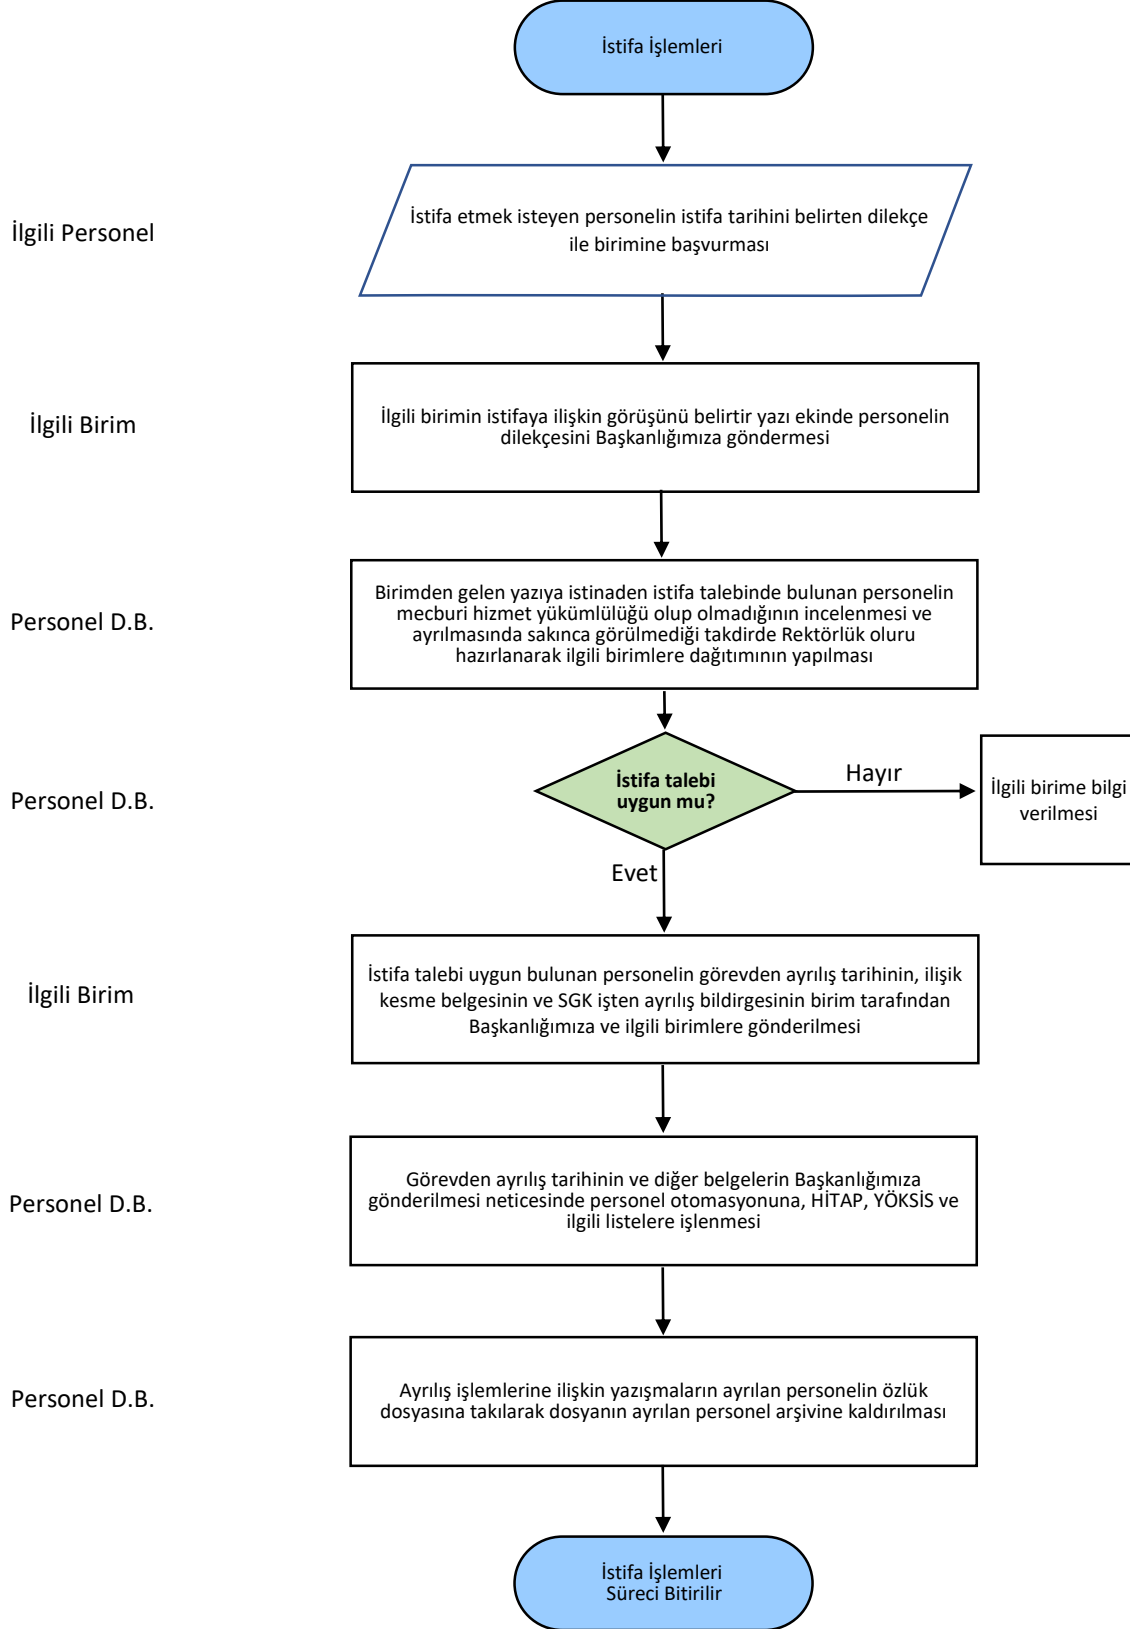 İstifa İşlemleri
İlgili Personel
İstifa etmek isteyen personelin istifa tarihini belirten dilekçe
ile birimine başvurması
İlgili Birim
İlgili birimin istifaya ilişkin görüşünü belirtir yazı ekinde personelin
dilekçesini Başkanlığımıza göndermesi
Personel D.B.
Birimden gelen yazıya istinaden istifa talebinde bulunan personelin
mecburi hizmet yükümlülüğü olup olmadığının incelenmesi ve
ayrılmasında sakınca görülmediği takdirde Rektörlük oluru
hazırlanarak ilgili birimlere dağıtımının yapılması
Personel D.B.
İstifa talebi
uygun mu?
Hayır
İlgili birime bilgi
verilmesi
Evet
İlgili Birim
İstifa talebi uygun bulunan personelin görevden ayrılış tarihinin, ilişik
kesme belgesinin ve SGK işten ayrılış bildirgesinin birim tarafından
Başkanlığımıza ve ilgili birimlere gönderilmesi
Personel D.B.
Görevden ayrılış tarihinin ve diğer belgelerin Başkanlığımıza
gönderilmesi neticesinde personel otomasyonuna, HİTAP, YÖKSİS ve
ilgili listelere işlenmesi
Personel D.B.
Ayrılış işlemlerine ilişkin yazışmaların ayrılan personelin özlük
dosyasına takılarak dosyanın ayrılan personel arşivine kaldırılması
İstifa İşlemleri
Süreci Bitirilir